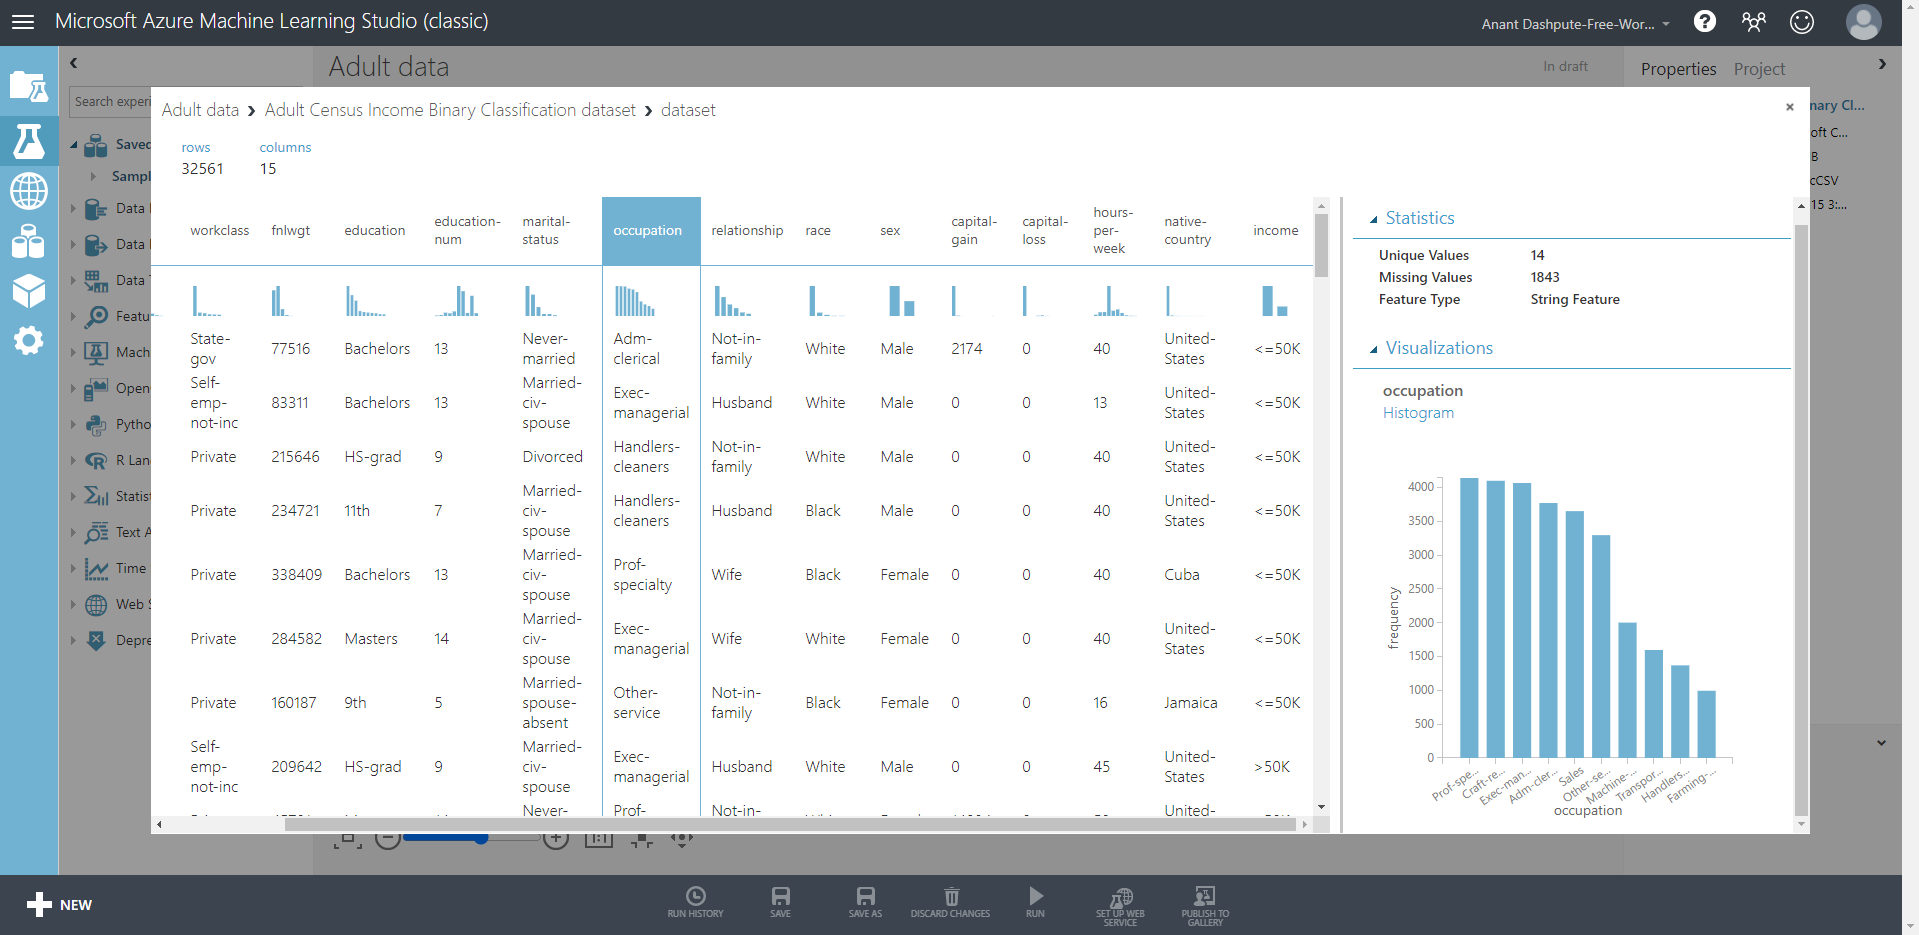 Microsoft Azure Machine Learning Studio (classic)
Anant Dashpute-Free-Wor...
Adult data
In draft
Properties Project
Search experi
Adult data > Adult Census Income Binary Classification dataset > dataset
nary Cl...
oft C...
B
cCSV
15 3:...
rows columns
32561 15
Saved
Sampl
Data
Data
Data
Featu
Mach
Open
Pytho
R Lan
Statist
Text A
Time
Web S
Depre
workclass fnlwgt education education-num marital-status occupation relationship race sex capital-gain capital-loss hours-per-week native-country income
State-gov 77516 Bachelors 13 Never-married Adm-clerical Not-in-family White Male 2174 0 40 United-States <=50K
Self-emp-not-inc 83311 Bachelors 13 Married-civ-spouse Exec-managerial Husband White Male 0 0 13 United-States <=50K
Private 215646 HS-grad 9 Divorced Handlers-cleaners Not-in-family White Male 0 0 40 United-States <=50K
Private 234721 11th 7 Married-civ-spouse Handlers-cleaners Husband Black Male 0 0 40 United-States <=50K
Private 338409 Bachelors 13 Married-civ-spouse Prof-specialty Wife Black Female 0 0 40 Cuba <=50K
Private 284582 Masters 14 Married-civ-spouse Exec-managerial Wife White Female 0 0 40 United-States <=50K
Private 160187 9th 5 Married-spouse-absent Other-service Not-in-family Black Female 0 0 16 Jamaica <=50K
Self-emp-not-inc 209642 HS-grad 9 Married-civ-spouse Exec-managerial Husband White Male 0 0 45 United-States >50K
Never- Prof- Not-in- United-
Statistics
Unique Values 14
Missing Values 1843
Feature Type String Feature
Visualizations
occupation
Histogram
4000
3500
3000
2500
2000
1500
1000
500
0
frequency
Prof-spe... Craft-re... Exec-man... Adm-cler... Sales Other-se... Machine-... Transpor... Handlers... Farming-...
occupation
1:1
NEW
RUN HISTORY
SAVE
SAVE AS
DISCARD CHANGES
RUN
SET UP WEB SERVICE
PUBLISH TO GALLERY